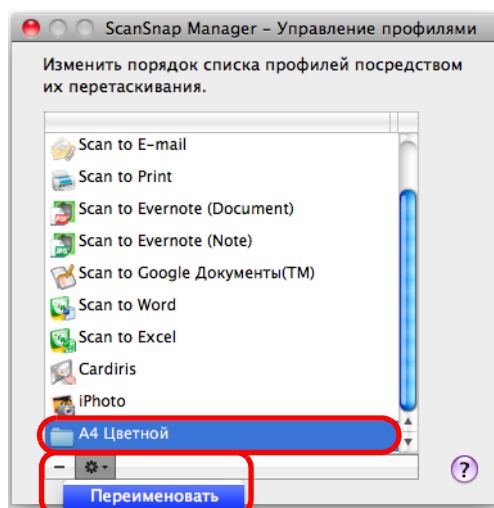 ScanSnap Manager – Управление профилями
Изменить порядок списка профилей посредством
их перетаскивания.
Scan to E-mail
Scan to Print
Scan to Evernote (Document)
Scan to Evernote (Note)
Scan to Google Документы(TM)
Scan to Word
Scan to Excel
Cardiris
iPhoto
A4 Цветной
?
Переименовать